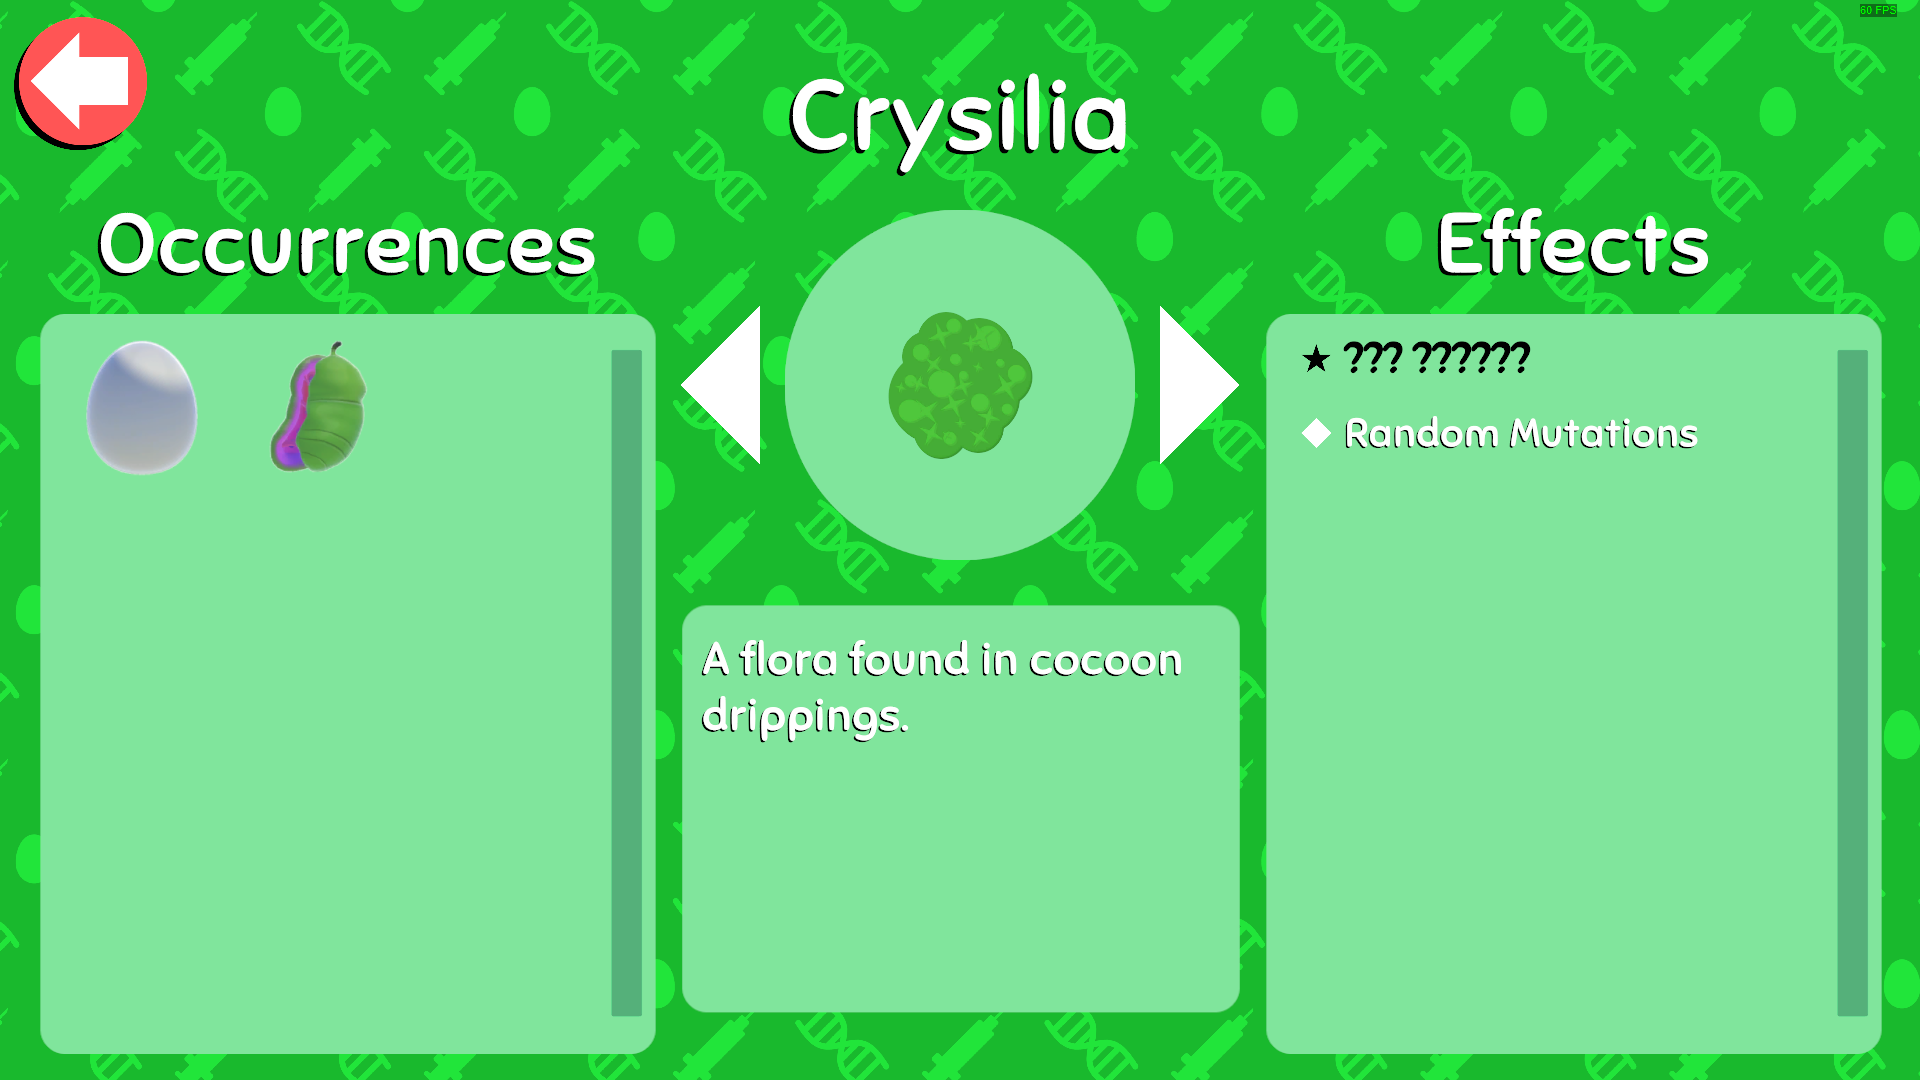 60 FPS
Crysilia
Occurrences
Effects
★ ??? ??????
◆ Random Mutations
A flora found in cocoon
drippings.